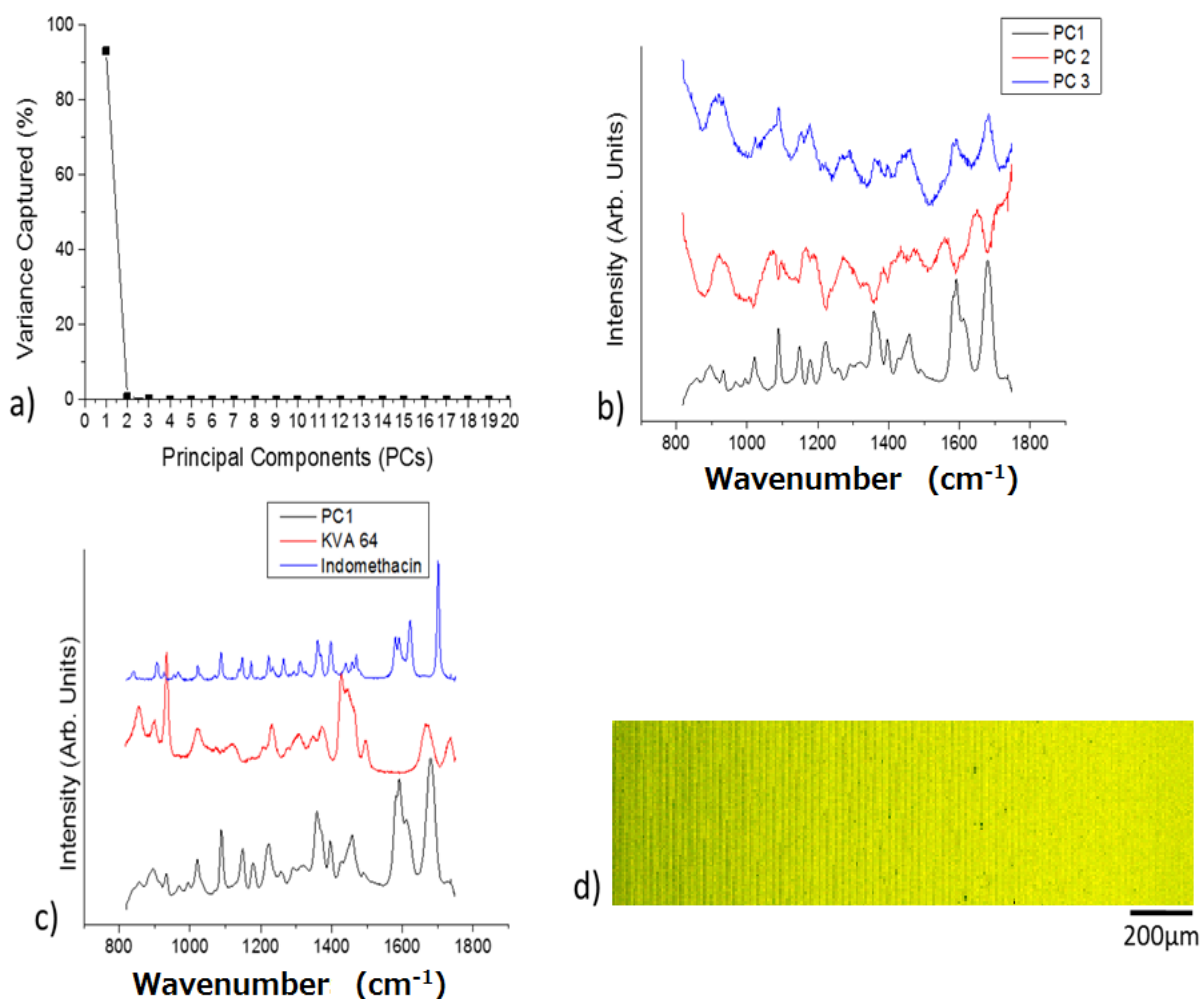 100
80
60
40
20
0
Variance Captured (%)
0 1 2 3 4 5 6 7 8 9 10 11 12 13 14 15 16 17 18 19 20
Principal Components (PCs)
a)
PC1
PC 2
PC 3
Intensity (Arb. Units)
800 1000 1200 1400 1600 1800
Wavenumber (cm-1)
b)
PC1
KVA 64
Indomethacin
Intensity (Arb. Units)
800 1000 1200 1400 1600 1800
Wavenumber (cm-1)
c)
d)
200μm